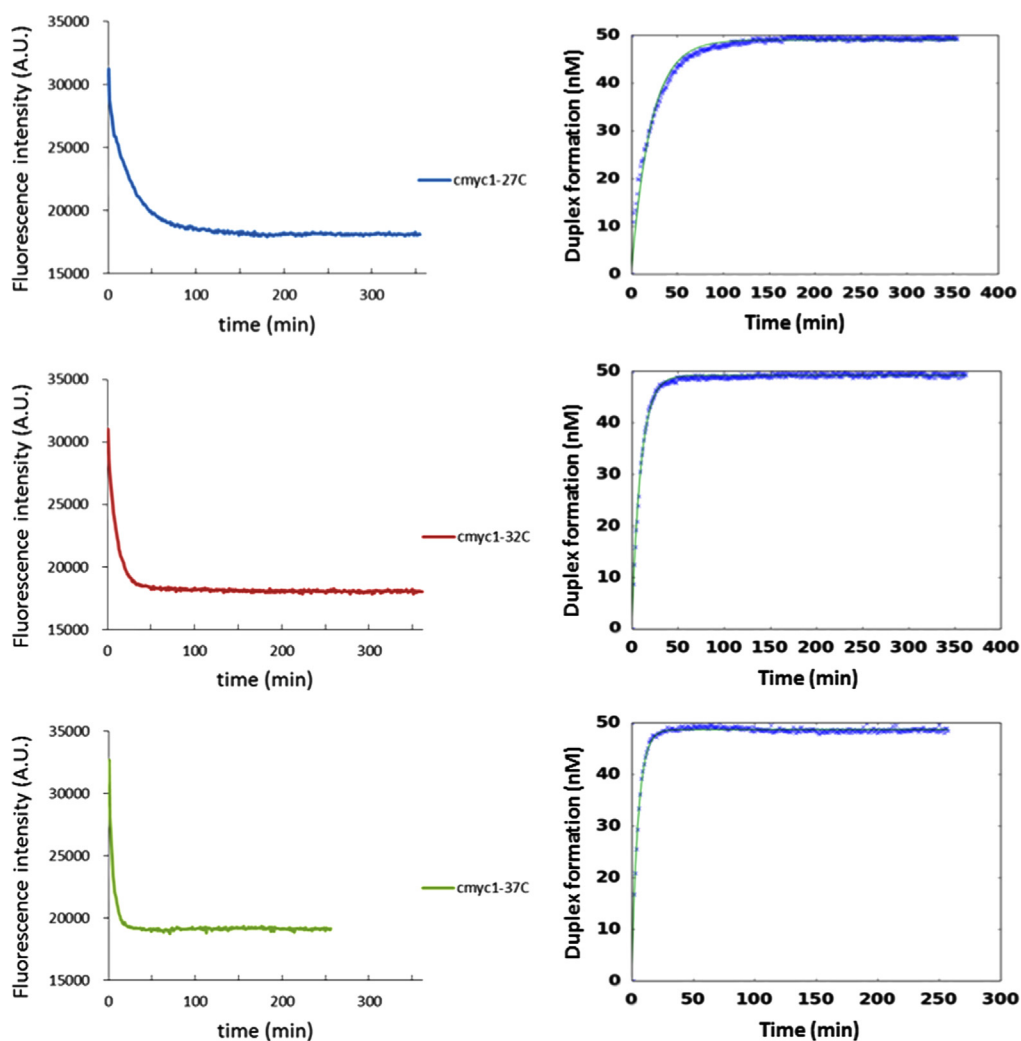 35000
30000
25000
20000
15000
Fluorescence intensity (A.U.)
0 100 200 300
time (min)
cmyc1-27C
50
40
30
20
10
0
Duplex formation (nM)
0 50 100 150 200 250 300 350 400
Time (min)
35000
30000
25000
20000
15000
Fluorescence intensity (A.U.)
0 100 200 300
time (min)
cmyc1-32C
50
40
30
20
10
0
Duplex formation (nM)
0 50 100 150 200 250 300 350 400
Time (min)
35000
30000
25000
20000
15000
Fluorescence intensity (A.U.)
0 100 200 300
time (min)
cmyc1-37C
50
40
30
20
10
0
Duplex formation (nM)
0 50 100 150 200 250 300
Time (min)